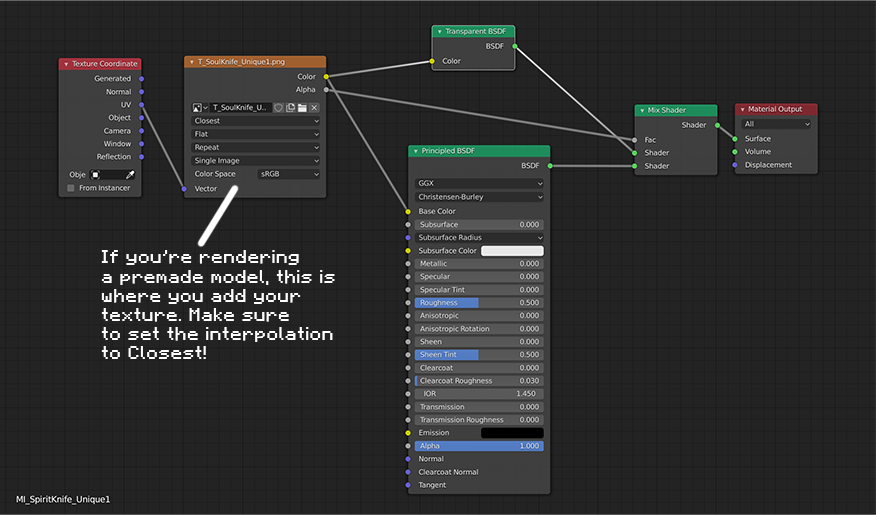 Texture Coordinate
Generated
Normal
UV
Object
Camera
Window
Reflection
Obje
From Instancer
T_SoulKnife_Unique1.png
Color
Alpha
T_SoulKnife_U..
Closest
Flat
Repeat
Single Image
Color Space sRGB
Vector
Transparent BSDF
BSDF
Color
Principled BSDF
BSDF
GGX
Christensen-Burley
Base Color
Subsurface 0.000
Subsurface Radius
Subsurface Color
Metallic 0.000
Specular 0.000
Specular Tint 0.000
Roughness 0.500
Anisotropic 0.000
Anisotropic Rotation 0.000
Sheen 0.000
Sheen Tint 0.500
Clearcoat 0.000
Clearcoat Roughness 0.030
IOR 1.450
Transmission 0.000
Transmission Roughness 0.000
Emission
Alpha 1.000
Normal
Clearcoat Normal
Tangent
Mix Shader
Shader
Fac
Shader
Shader
Material Output
All
Surface
Volume
Displacement
If you're rendering
a premade model, this is
where you add your
texture. Make sure
to set the interpolation
to Closest!
MI_SpiritKnife_Unique1